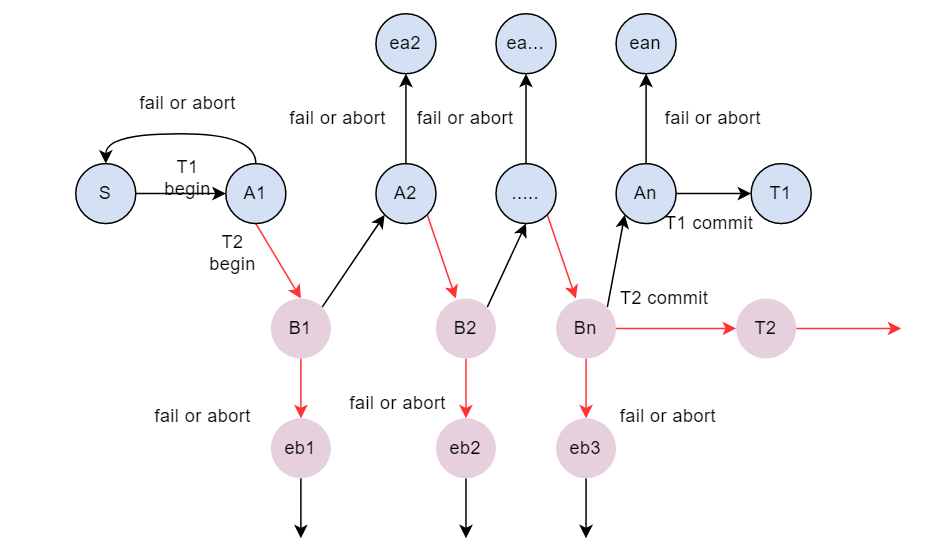 ea2
ea...
ean
fail or abort
fail or abort
fail or abort
fail or abort
T1
begin
S
A1
A2
.....
An
T1
T1 commit
T2
begin
T2 commit
B1
B2
Bn
T2
fail or abort
fail or abort
fail or abort
eb1
eb2
eb3